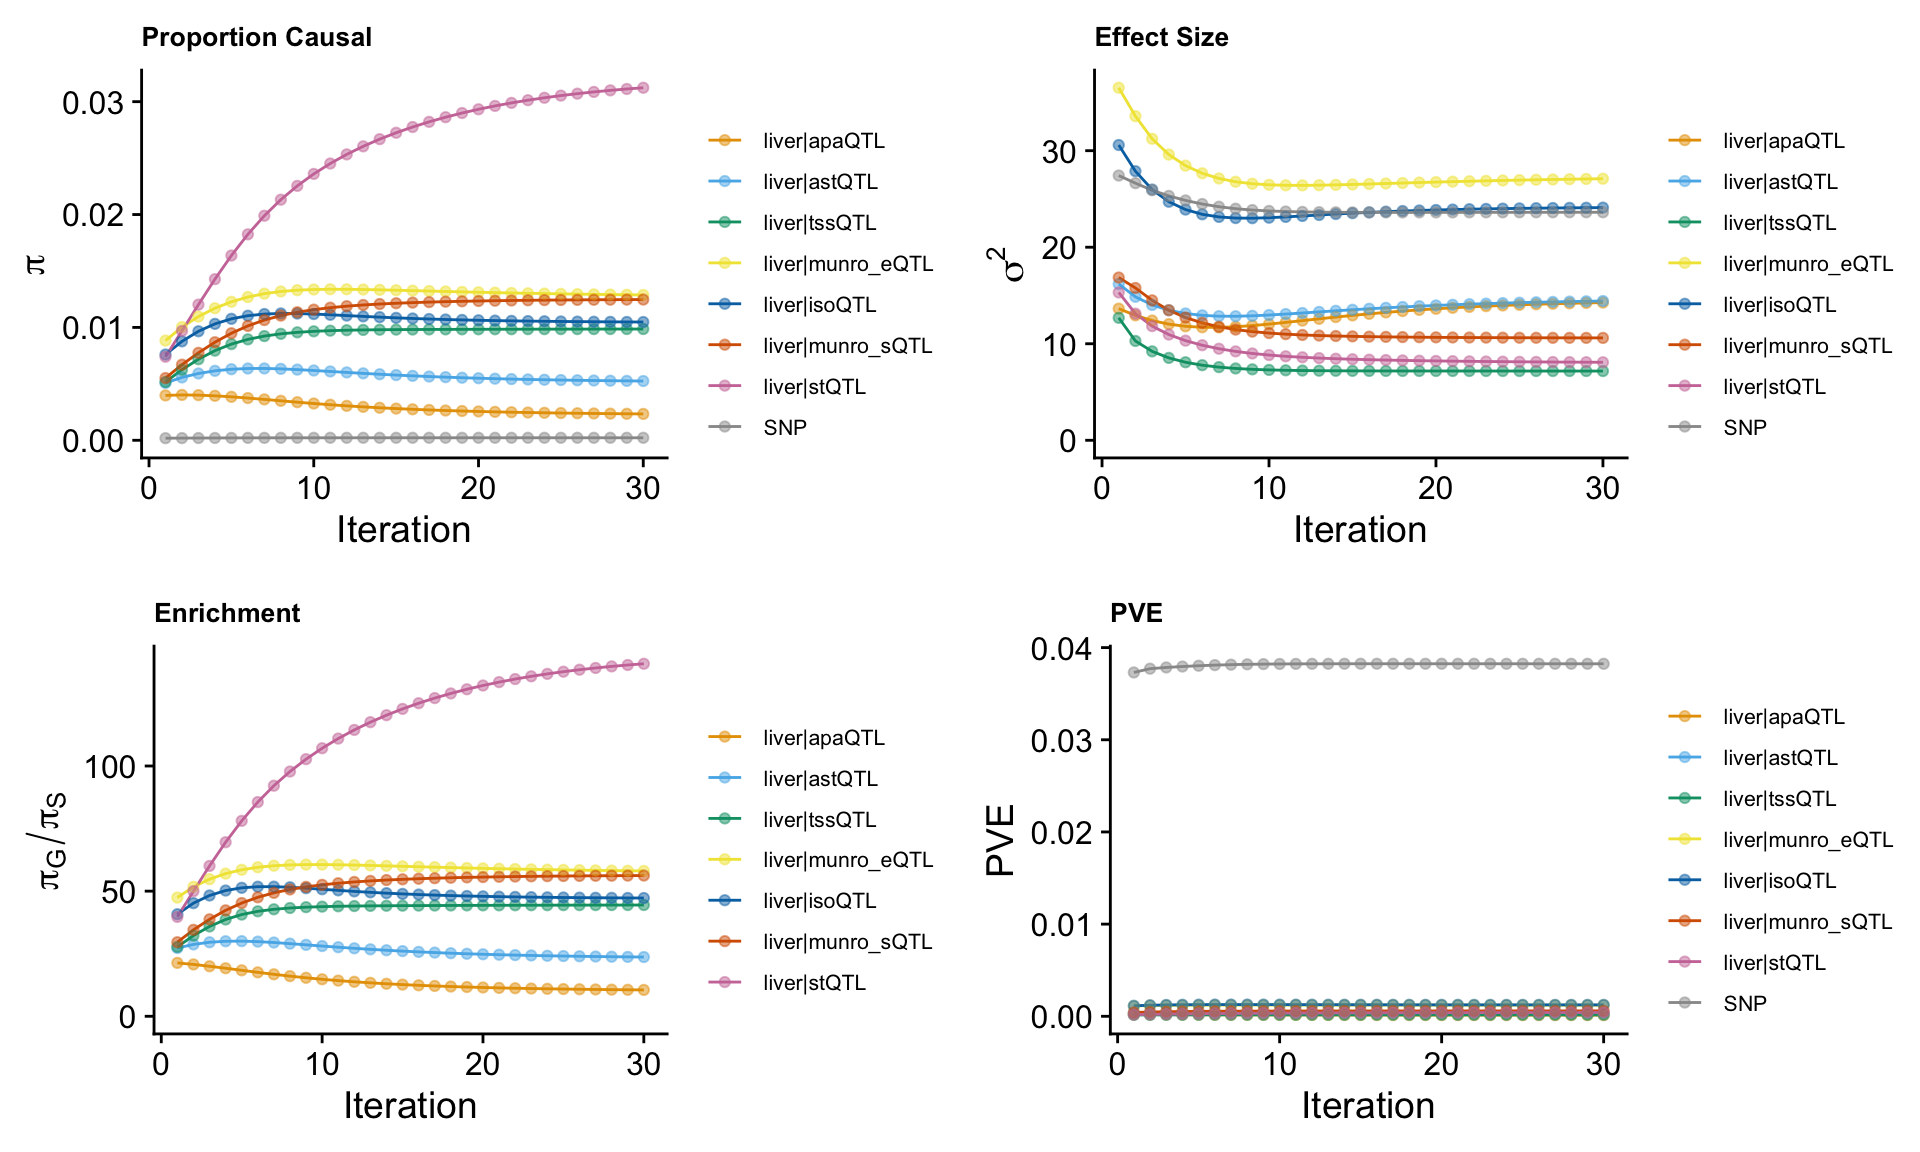 Proportion Causal
π
0.03
0.02
0.01
0.00
0 10 20 30
Iteration
liver|apaQTL
liver|astQTL
liver|tssQTL
liver|munro_eQTL
liver|isoQTL
liver|munro_sQTL
liver|stQTL
SNP
Effect Size
σ²
30
20
10
0
0 10 20 30
Iteration
liver|apaQTL
liver|astQTL
liver|tssQTL
liver|munro_eQTL
liver|isoQTL
liver|munro_sQTL
liver|stQTL
SNP
Enrichment
πG/πS
100
50
0
0 10 20 30
Iteration
liver|apaQTL
liver|astQTL
liver|tssQTL
liver|munro_eQTL
liver|isoQTL
liver|munro_sQTL
liver|stQTL
PVE
PVE
0.04
0.03
0.02
0.01
0.00
0 10 20 30
Iteration
liver|apaQTL
liver|astQTL
liver|tssQTL
liver|munro_eQTL
liver|isoQTL
liver|munro_sQTL
liver|stQTL
SNP